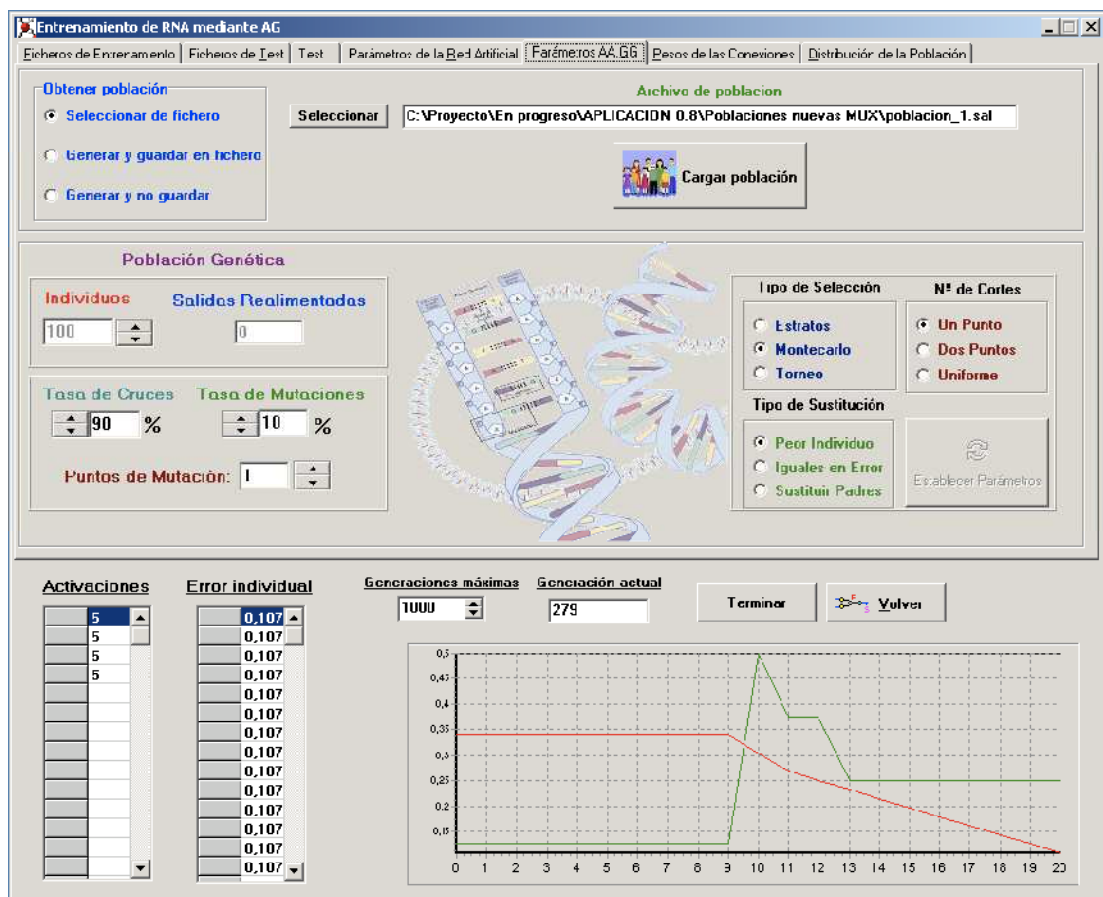 Entrenamiento de RNA mediante AG
Ficheros de Entrenamiento Ficheros de Test Test Parámetros de la Red Artificial Parámetros AA.GG Pesos de las Conexiones Distribución de la Población
Obtener población
Seleccionar de fichero
Generar y guardar en fichero
Generar y no guardar
Archivo de poblacion
Seleccionar C:\Proyecto\En progreso\APLICACION 0.8\Poblaciones nuevas MUX\poblacion_1.sal
Cargar población
Población Genética
Individuos Salidas Realimentadas
100 0
Tasa de Cruces Tasa de Mutaciones
90 % 10 %
Puntos de Mutación: 1
Tipo de Selección
Estratos
Montecarlo
Torneo
Nº de Cortes
Un Punto
Dos Puntos
Uniforme
Tipo de Sustitución
Peor Individuo
Iguales en Error
Sustituir Padres
Establecer Parámetros
Activaciones
5
5
5
5
Error individual
0,107
0,107
0,107
0,107
0,107
0,107
0,107
0,107
0,107
0,107
0,107
0,107
0,107
0,107
Generaciones máximas Generación actual
1000 279
Terminar Volver
0,5
0,45
0,4
0,35
0,3
0,25
0,2
0,15
0 1 2 3 4 5 6 7 8 9 10 11 12 13 14 15 16 17 18 19 20